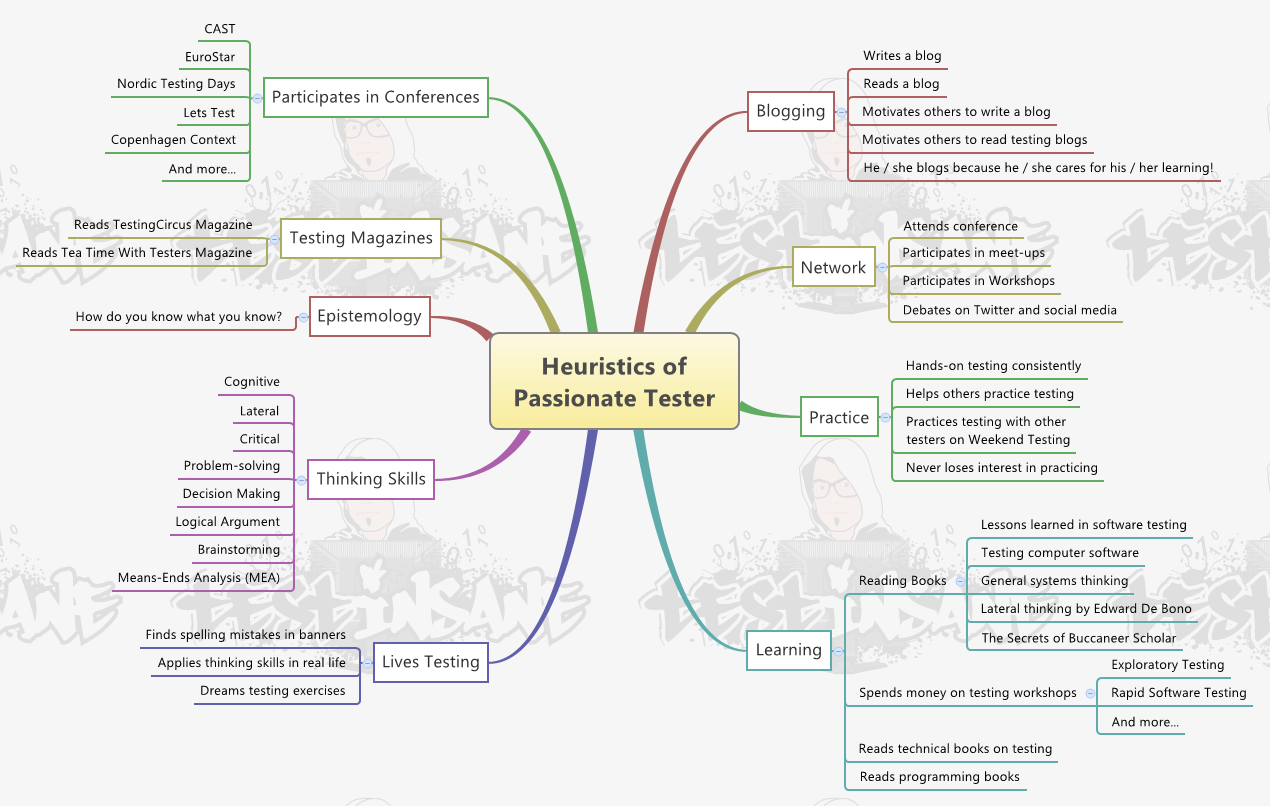 Heuristics of
Passionate Tester
Participates in Conferences
CAST
EuroStar
Nordic Testing Days
Lets Test
Copenhagen Context
And more...
Testing Magazines
Reads TestingCircus Magazine
Reads Tea Time With Testers Magazine
Epistemology
How do you know what you know?
Thinking Skills
Cognitive
Lateral
Critical
Problem-solving
Decision Making
Logical Argument
Brainstorming
Means-Ends Analysis (MEA)
Lives Testing
Finds spelling mistakes in banners
Applies thinking skills in real life
Dreams testing exercises
Blogging
Writes a blog
Reads a blog
Motivates others to write a blog
Motivates others to read testing blogs
He / she blogs because he / she cares for his / her learning!
Network
Attends conference
Participates in meet-ups
Participates in Workshops
Debates on Twitter and social media
Practice
Hands-on testing consistently
Helps others practice testing
Practices testing with other
testers on Weekend Testing
Never loses interest in practicing
Learning
Reading Books
Lessons learned in software testing
Testing computer software
General systems thinking
Lateral thinking by Edward De Bono
The Secrets of Buccaneer Scholar
Spends money on testing workshops
Exploratory Testing
Rapid Software Testing
And more...
Reads technical books on testing
Reads programming books
TEST INSANE